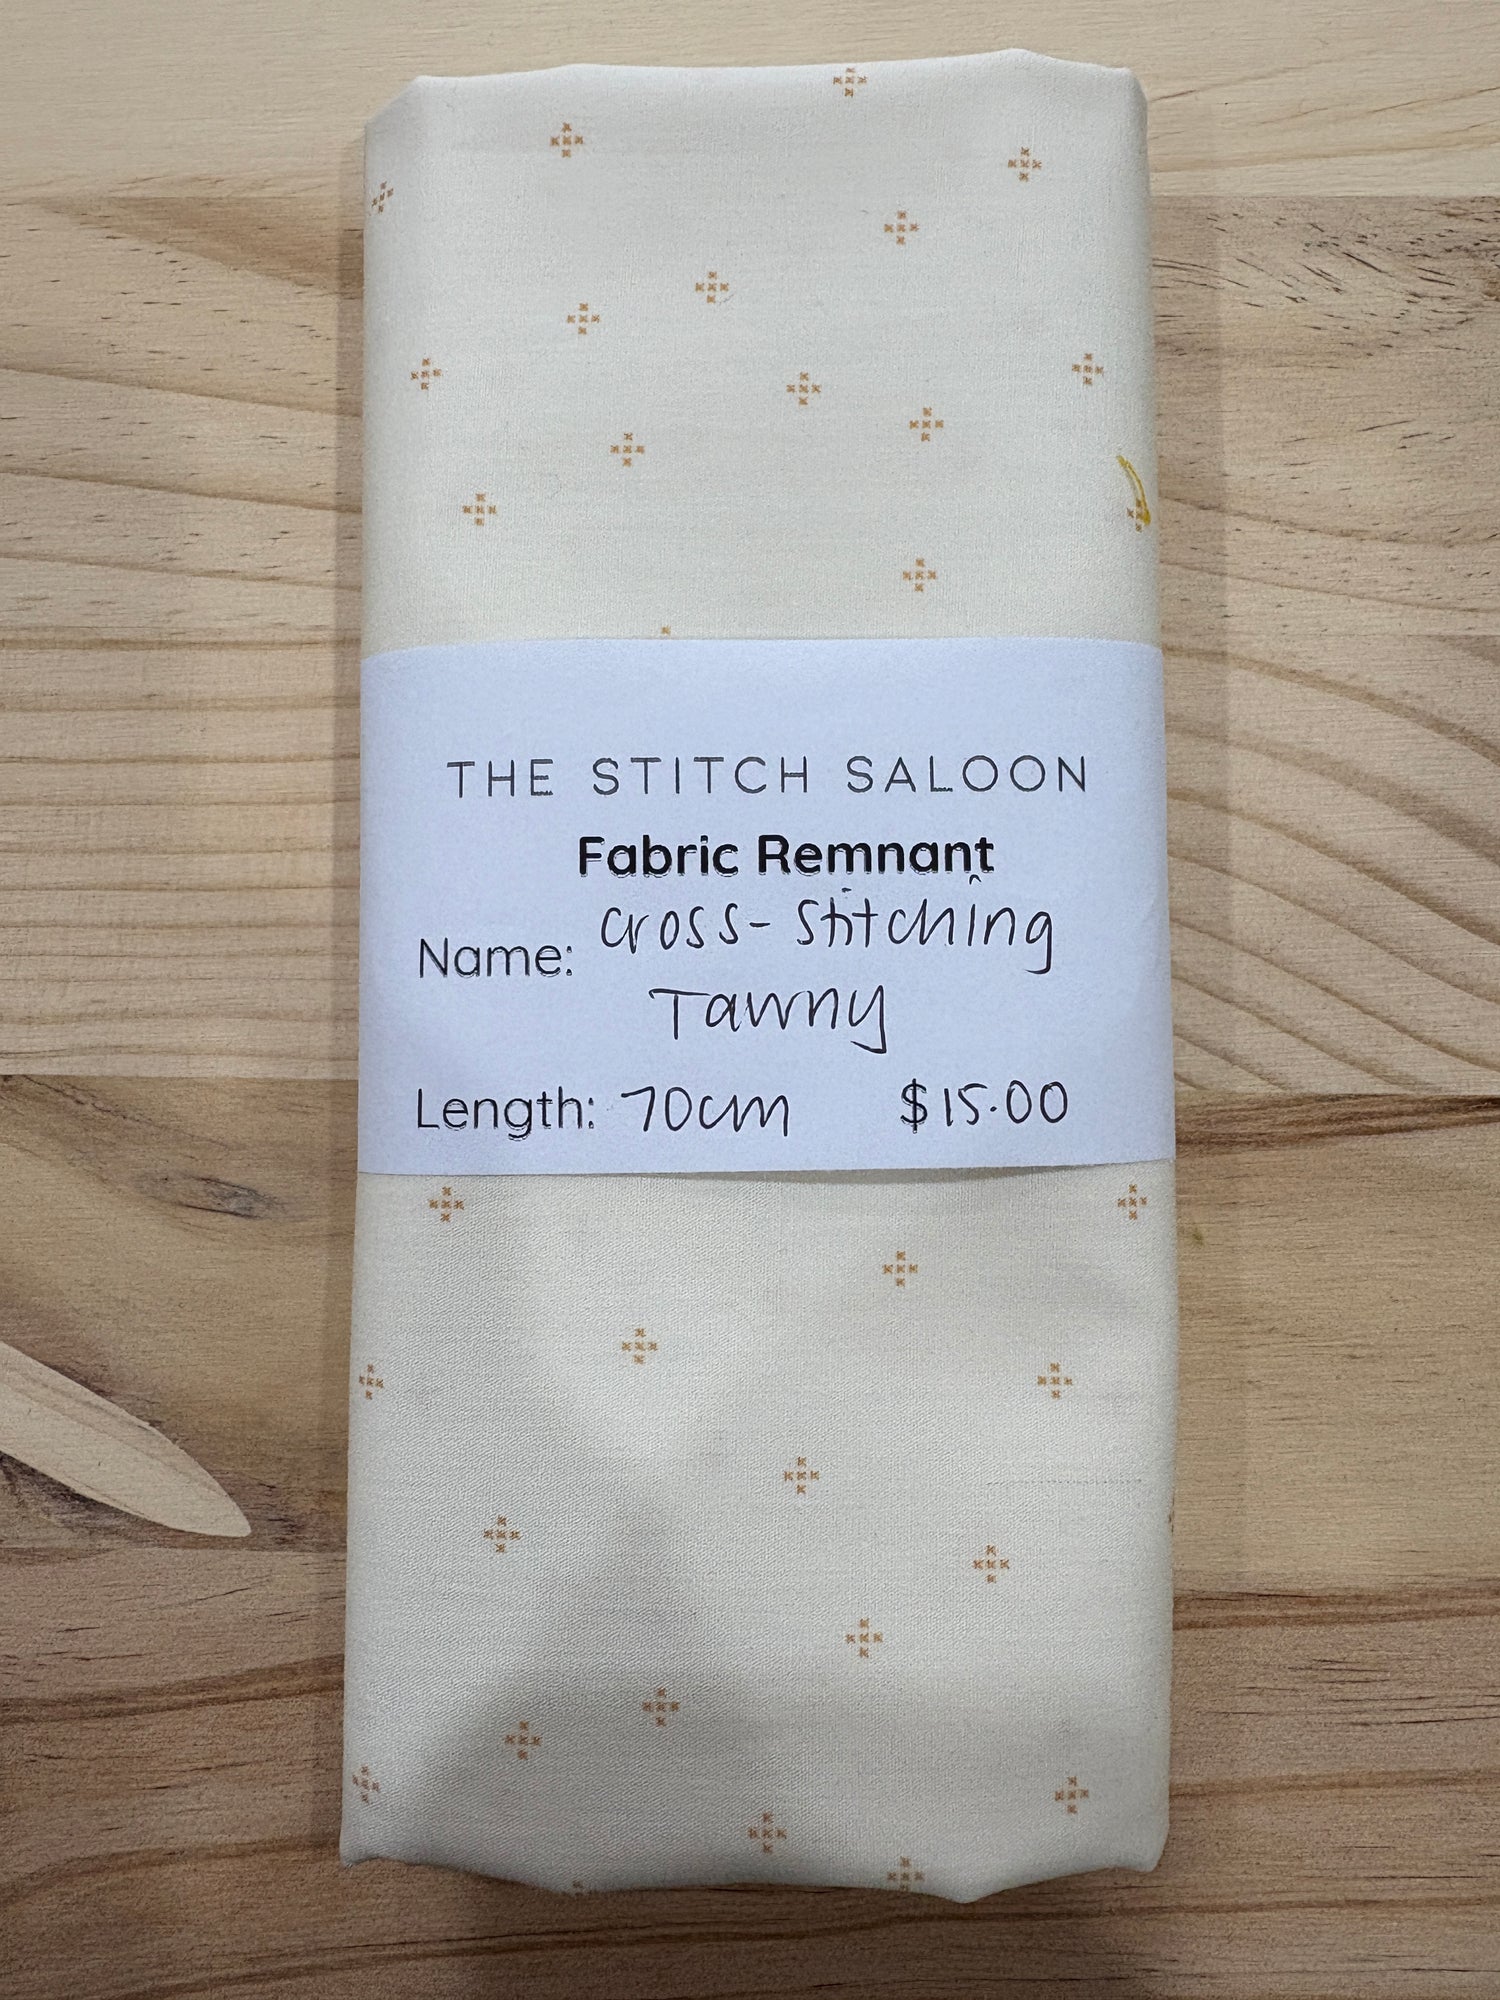 THE STITCH SALOON
Fabric Remnant
Name: Cross-Stitching
Tawny
Length: 70cm $15.00